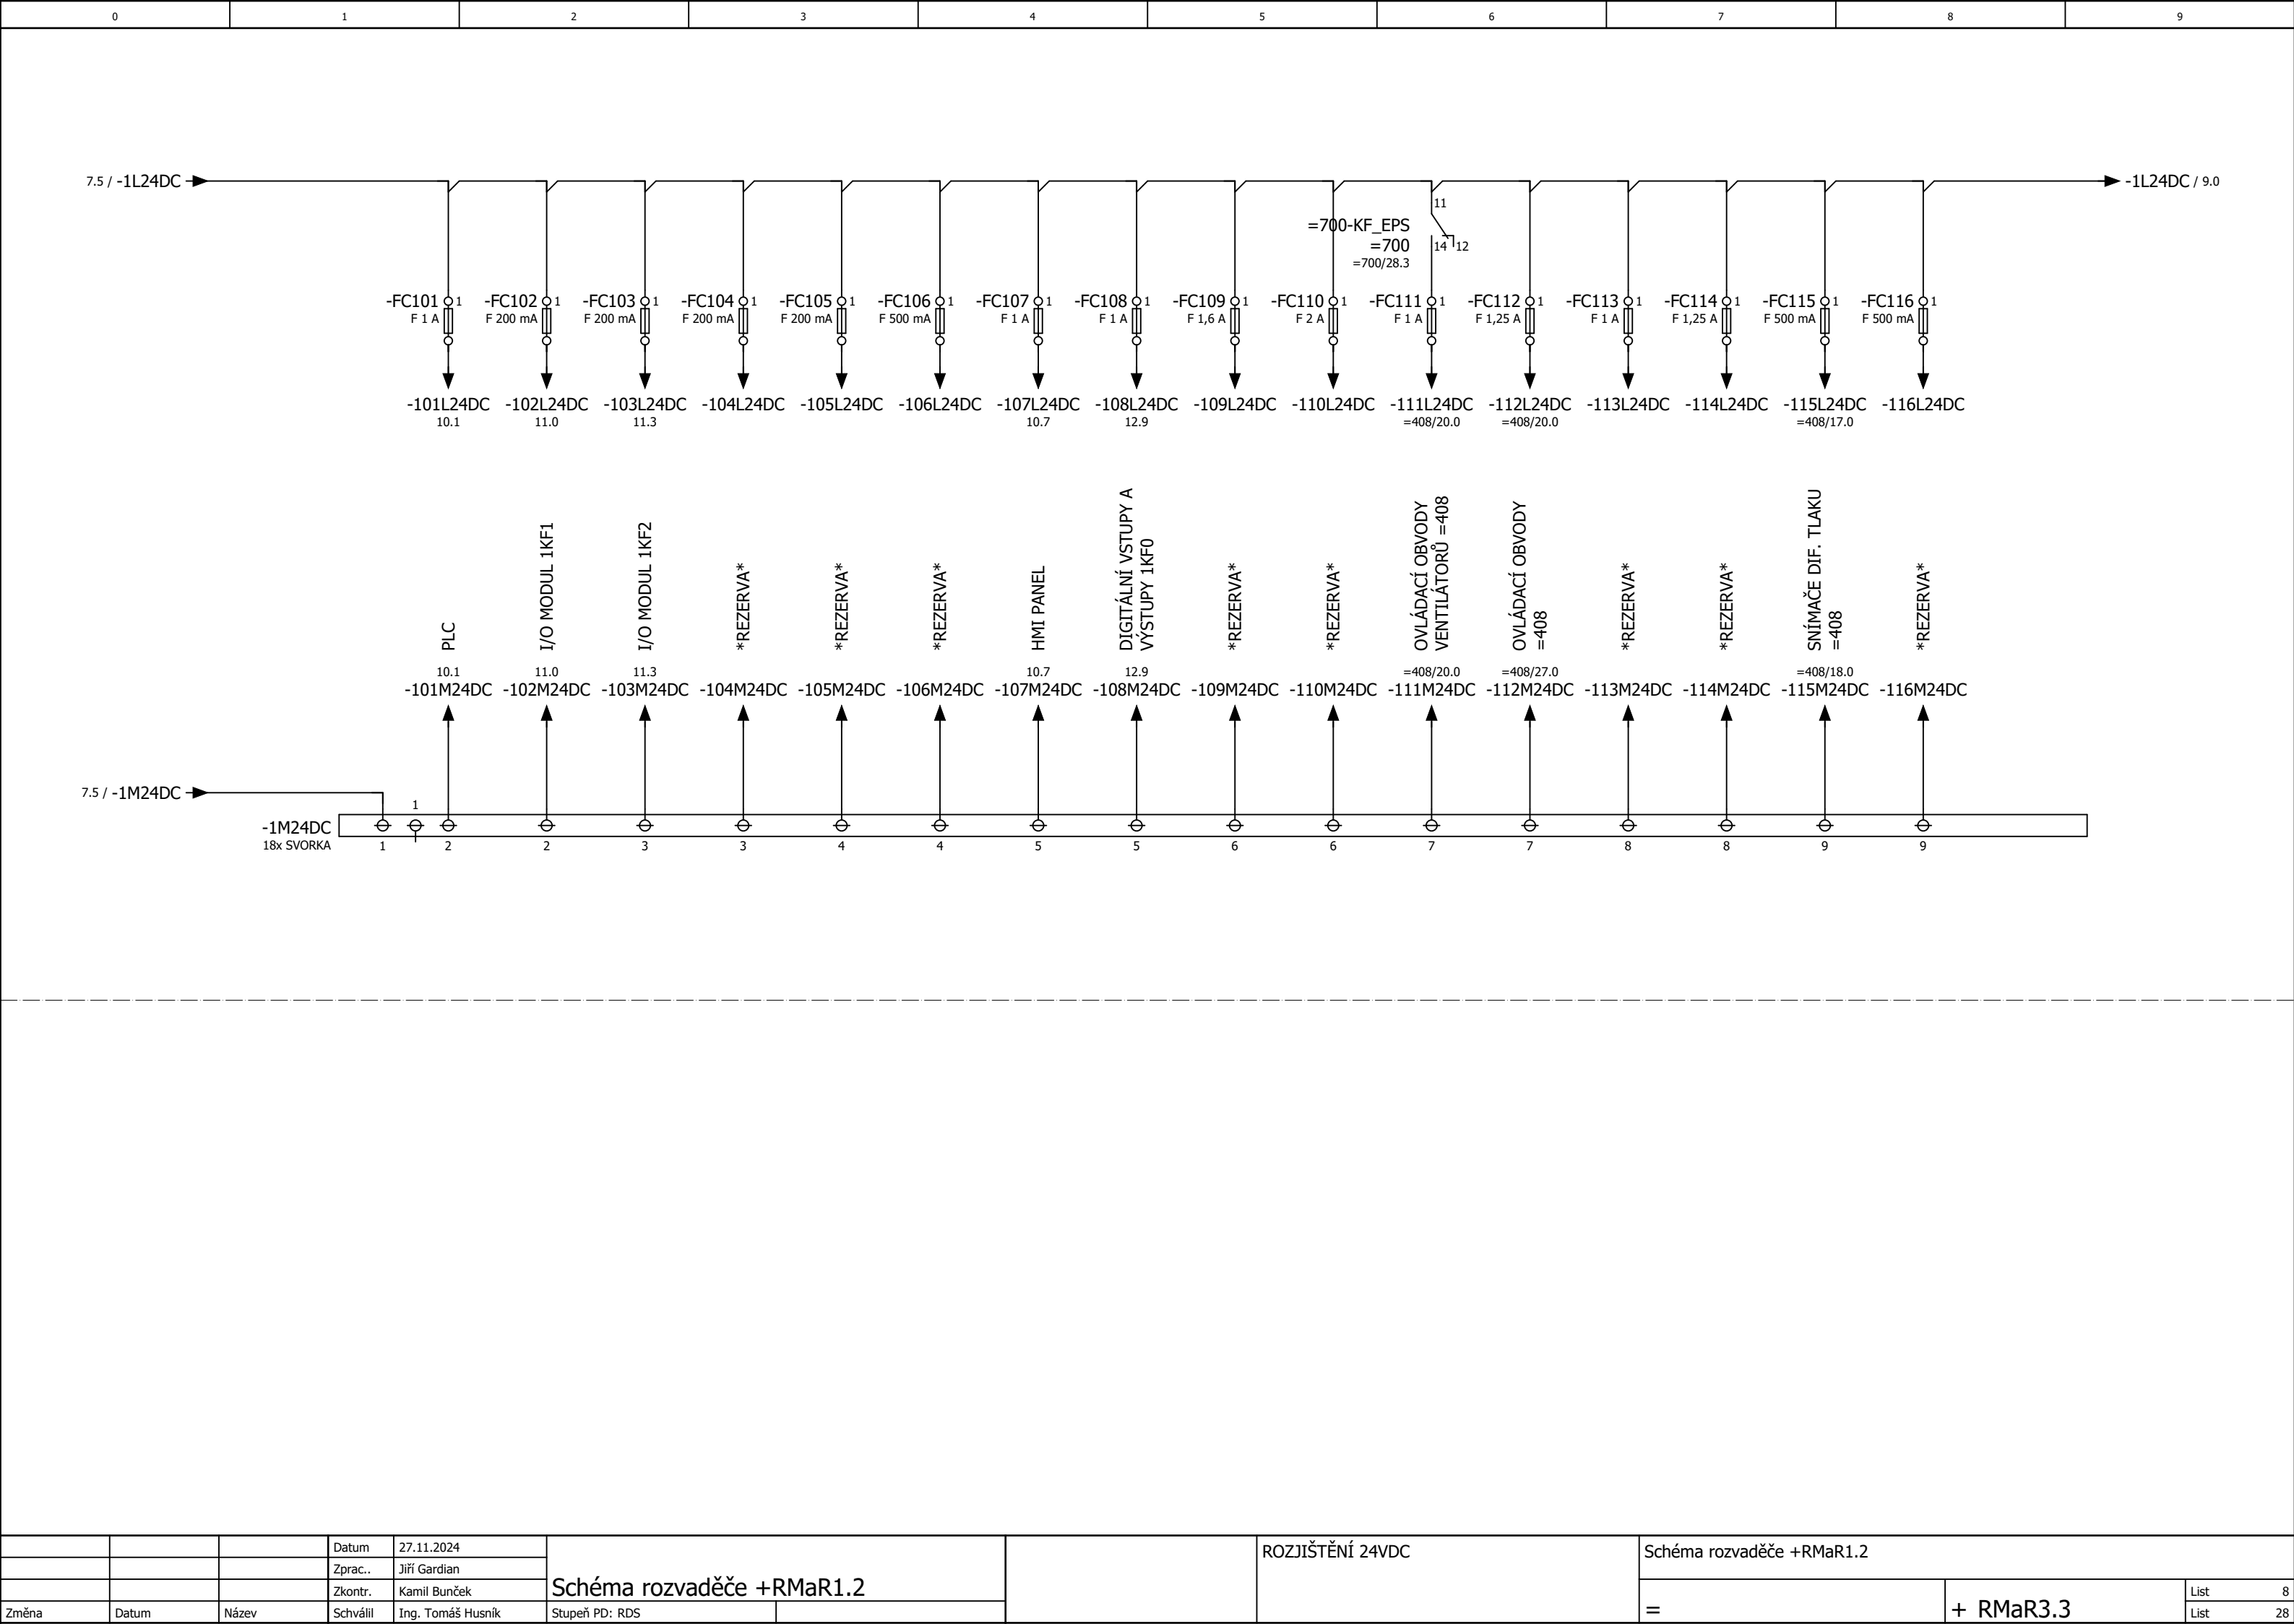 0 1 2 3 4 5 6 7 8 9
7.5 / -1L24DC
-1L24DC / 9.0
11
=700-KF_EPS
=700
14 12
=700/28.3
-FC101 1 -FC102 1 -FC103 1 -FC104 1 -FC105 1 -FC106 1 -FC107 1 -FC108 1 -FC109 1 -FC110 1 -FC111 1 -FC112 1 -FC113 1 -FC114 1 -FC115 1 -FC116 1
F 1 A F 200 mA F 200 mA F 200 mA F 200 mA F 500 mA F 1 A F 1 A F 1,6 A F 2 A F 1 A F 1,25 A F 1 A F 1,25 A F 500 mA F 500 mA
-101L24DC -102L24DC -103L24DC -104L24DC -105L24DC -106L24DC -107L24DC -108L24DC -109L24DC -110L24DC -111L24DC -112L24DC -113L24DC -114L24DC -115L24DC -116L24DC
10.1 11.0 11.3 10.7 12.9 =408/20.0 =408/20.0 =408/17.0
PLC
I/O MODUL 1KF1
I/O MODUL 1KF2
*REZERVA*
*REZERVA*
*REZERVA*
HMI PANEL
DIGITÁLNÍ VSTUPY A
VÝSTUPY 1KF0
*REZERVA*
*REZERVA*
OVLÁDACÍ OBVODY
VENTILÁTORŮ =408
OVLÁDACÍ OBVODY
=408
*REZERVA*
*REZERVA*
SNÍMAČE DIF. TLAKU
=408
*REZERVA*
10.1 11.0 11.3 10.7 12.9 =408/20.0 =408/27.0 =408/18.0
-101M24DC -102M24DC -103M24DC -104M24DC -105M24DC -106M24DC -107M24DC -108M24DC -109M24DC -110M24DC -111M24DC -112M24DC -113M24DC -114M24DC -115M24DC -116M24DC
7.5 / -1M24DC
1
-1M24DC
18x SVORKA
1 2 2 3 3 4 4 5 5 6 6 7 7 8 8 9 9
Datum 27.11.2024
Zprac.. Jiří Gardian
Zkontr. Kamil Bunček
Změna Datum Název Schválil Ing. Tomáš Husník
Schéma rozvaděče +RMaR1.2
Stupeň PD: RDS
ROZJIŠTĚNÍ 24VDC
Schéma rozvaděče +RMaR1.2
=
+ RMaR3.3
List 8
List 28